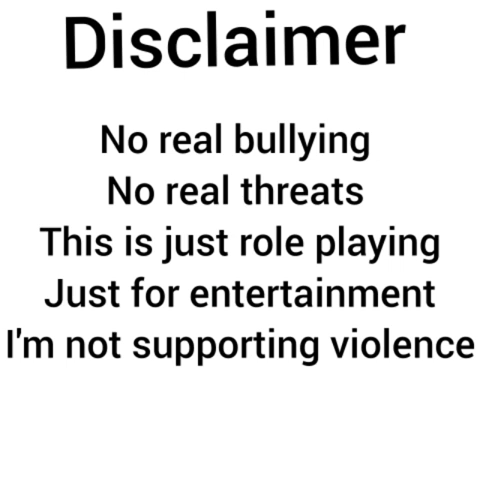 Disclaimer
No real bullying
No real threats
This is just role playing
Just for entertainment
I'm not supporting violence